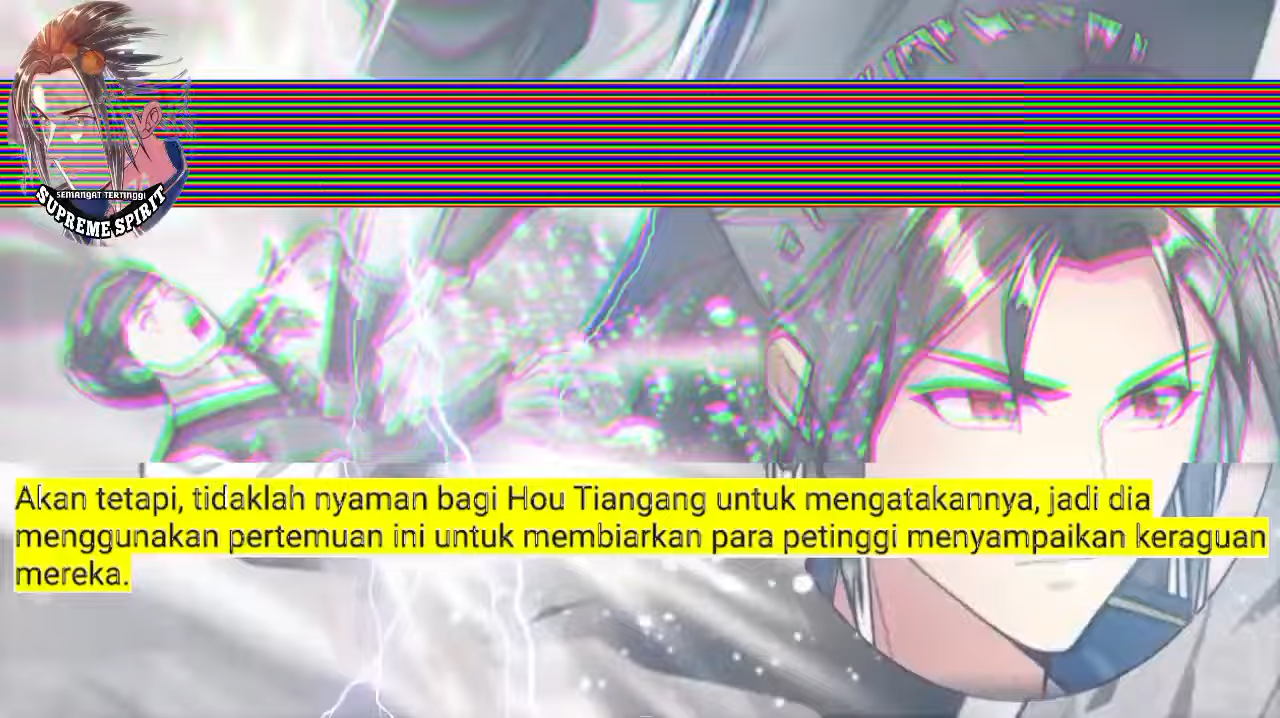 SEMANGAT TERTINGGI
SUPREME SPIRIT
Akan tetapi, tidaklah nyaman bagi Hou Tiangang untuk mengatakannya, jadi dia
menggunakan pertemuan ini untuk membiarkan para petinggi menyampaikan keraguan
mereka.